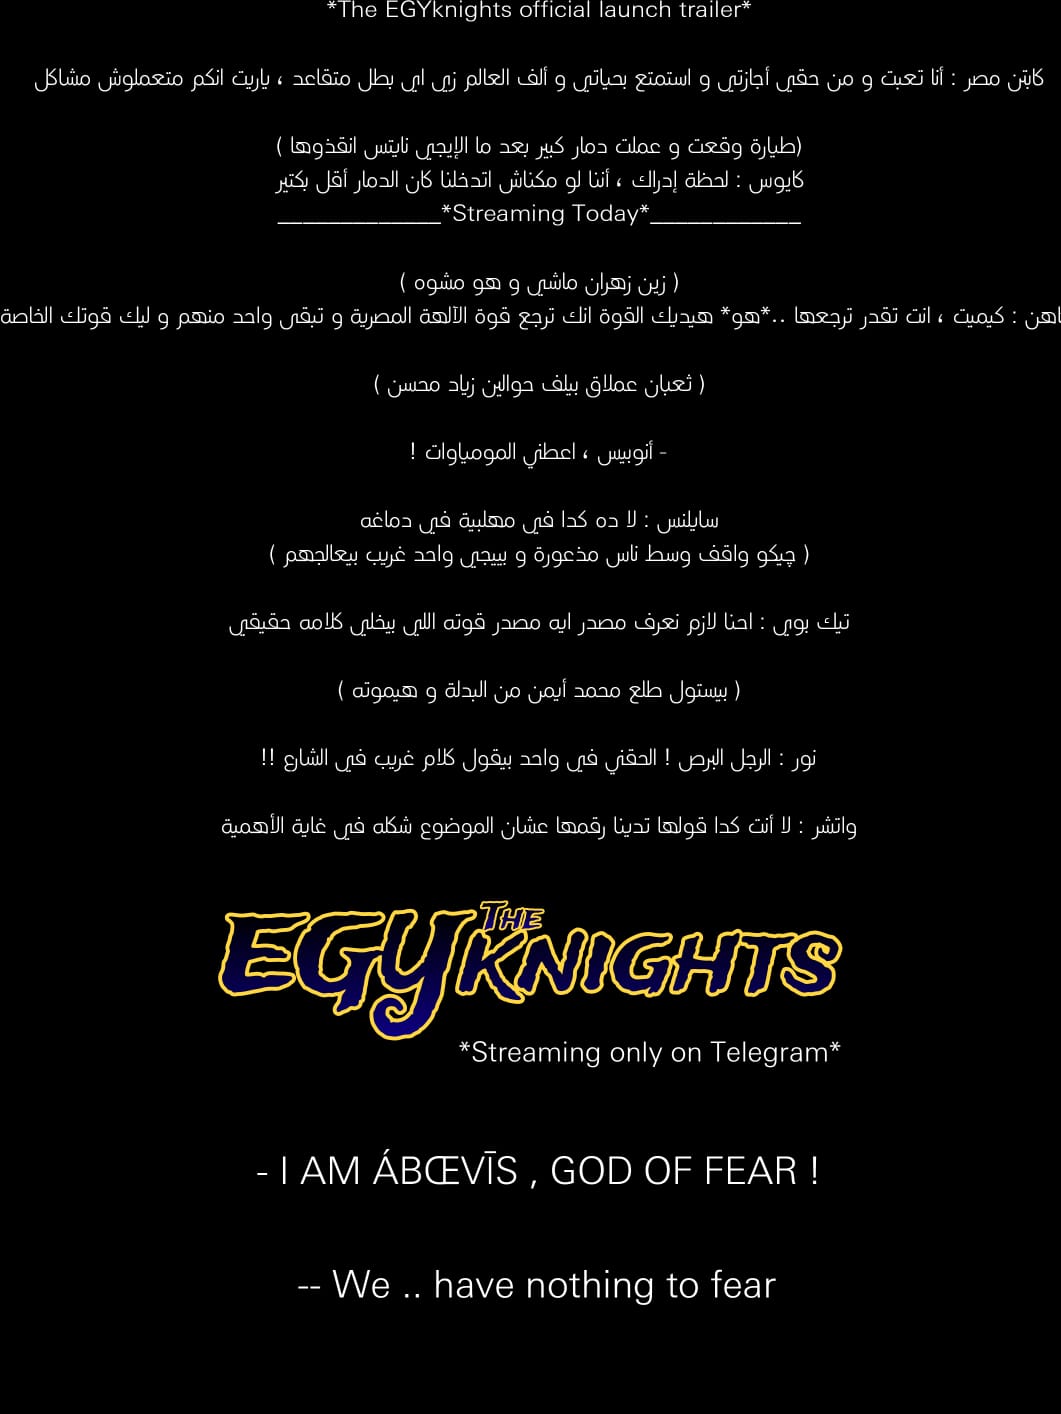 *The EGYknights official launch trailer*
كابتن مصر : أنا تعبت و من حقي أجازتي و استمتع بحياتي و ألف العالم زي اي بطل متقاعد ، ياريت انكم متعملوش مشاكل
(طيارة وقعت و عملت دمار كبير بعد ما الإيجي نايتس انقذوها )
كايوس : لحظة إدراك ، أننا لو مكناش اتدخلنا كان الدمار أقل بكتير
_____________*Streaming Today*____________
( زين زهران ماشي و هو مشوه )
اهن : كيميت ، انت تقدر ترجعها ..*هو* هيديك القوة انك ترجع قوة الآلهة المصرية و تبقى واحد منهم و ليك قوتك الخاصة
( ثعبان عملاق بيلف حوالين زياد محسن )
- أنوبيس ، اعطني المومياوات !
سايلنس : لا ده كدا في مهلبية في دماغه
( چيكو واقف وسط ناس مذعورة و بييجي واحد غريب بيعالجهم )
تيك بوي : احنا لازم نعرف مصدر ايه مصدر قوته اللي بيخلي كلامه حقيقي
( بيستول طلع محمد أيمن من البدلة و هيموته )
نور : الرجل البرص ! الحقني في واحد بيقول كلام غريب في الشارع !!
واتشر : لا أنت كدا قولها تدينا رقمها عشان الموضوع شكله في غاية الأهمية
THE
EGYKNIGHTS
*Streaming only on Telegram*
- I AM ÁBŒVĪS , GOD OF FEAR !
-- We .. have nothing to fear